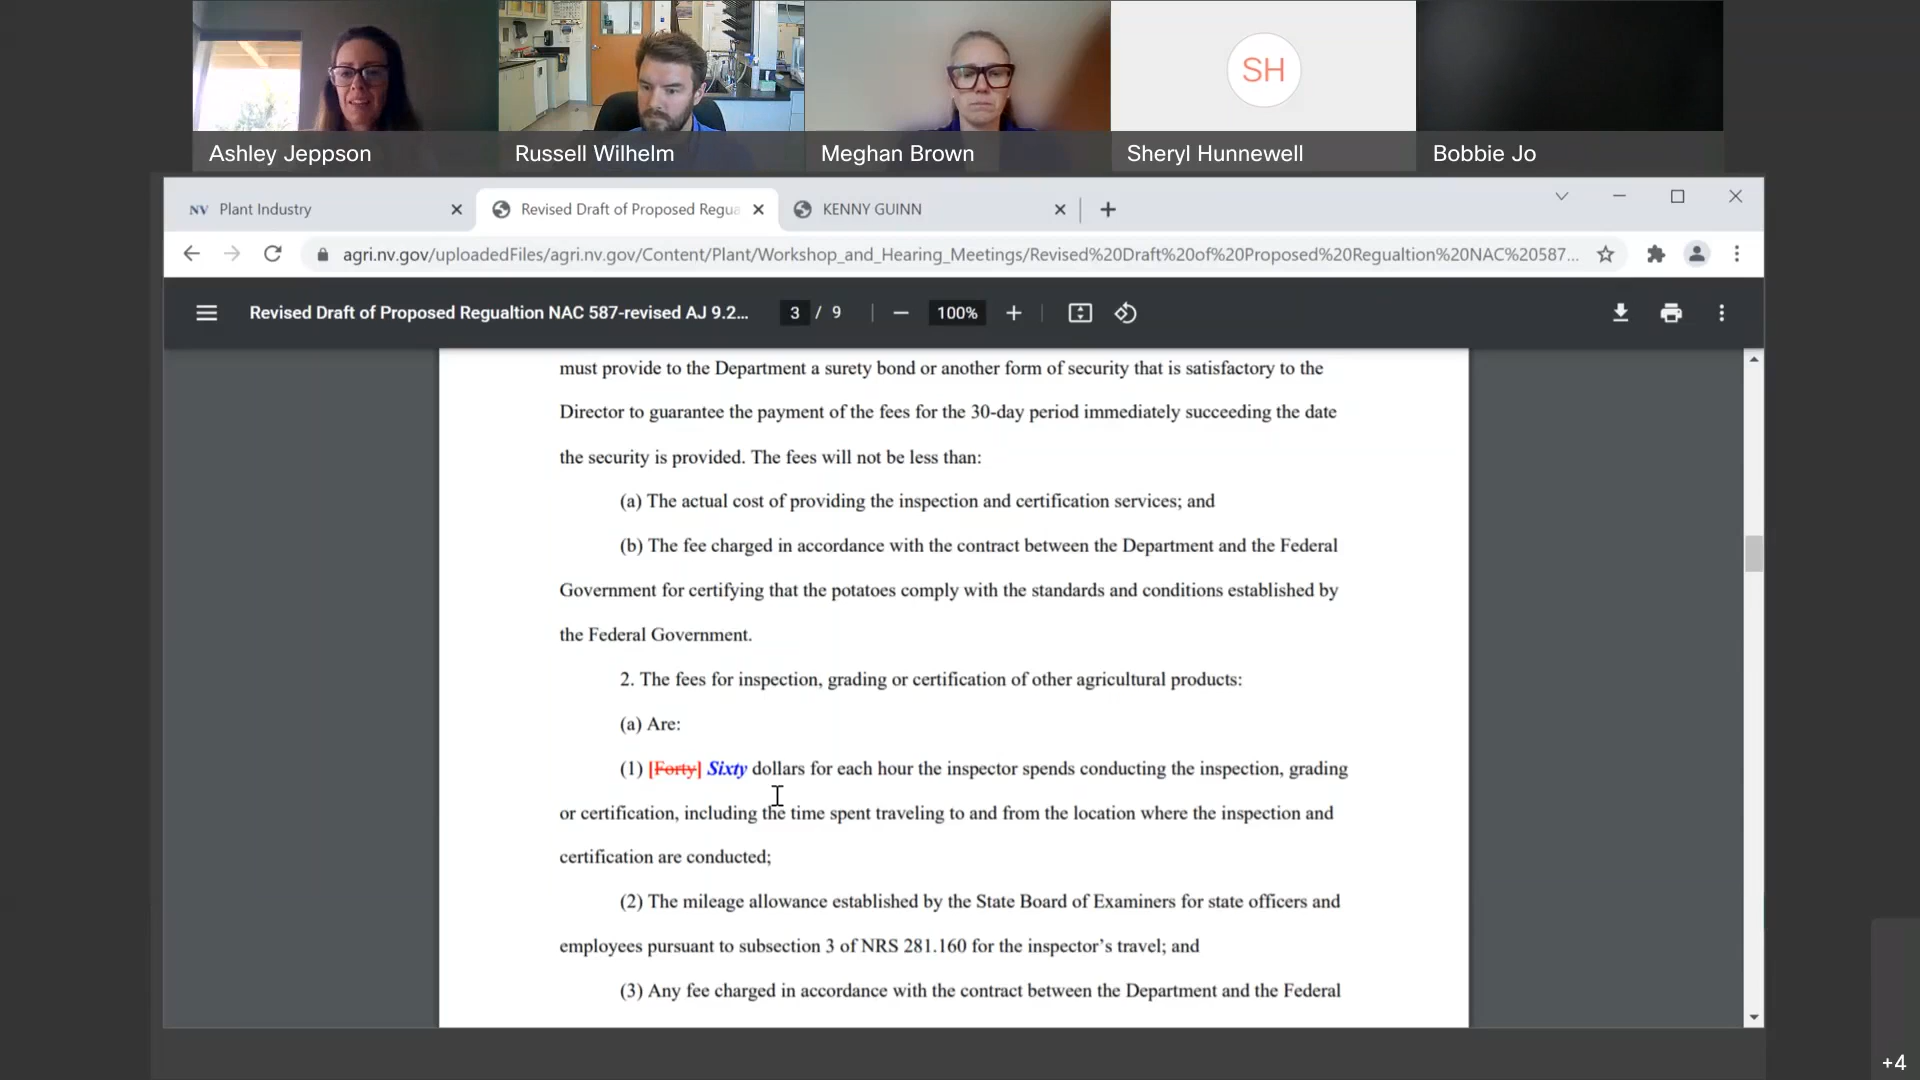 SH
Ashley Jeppson
Russell Wilhelm
Meghan Brown
Sheryl Hunnewell
Bobbie Jo
NV Plant Industry
Revised Draft of Proposed Regua
KENNY GUINN
agri.nv.gov/uploadedFiles/agri.nv.gov/Content/Plant/Workshop_and_Hearing_Meetings/Revised%20Draft%20of%20Proposed%20Regualtion%20NAC%20587...
Revised Draft of Proposed Regualtion NAC 587-revised AJ 9.2...
3 / 9
100%
must provide to the Department a surety bond or another form of security that is satisfactory to the
Director to guarantee the payment of the fees for the 30-day period immediately succeeding the date
the security is provided. The fees will not be less than:
(a) The actual cost of providing the inspection and certification services; and
(b) The fee charged in accordance with the contract between the Department and the Federal
Government for certifying that the potatoes comply with the standards and conditions established by
the Federal Government.
2. The fees for inspection, grading or certification of other agricultural products:
(a) Are:
(1) [Forty] Sixty dollars for each hour the inspector spends conducting the inspection, grading
or certification, including the time spent traveling to and from the location where the inspection and
certification are conducted;
(2) The mileage allowance established by the State Board of Examiners for state officers and
employees pursuant to subsection 3 of NRS 281.160 for the inspector's travel; and
(3) Any fee charged in accordance with the contract between the Department and the Federal
+4